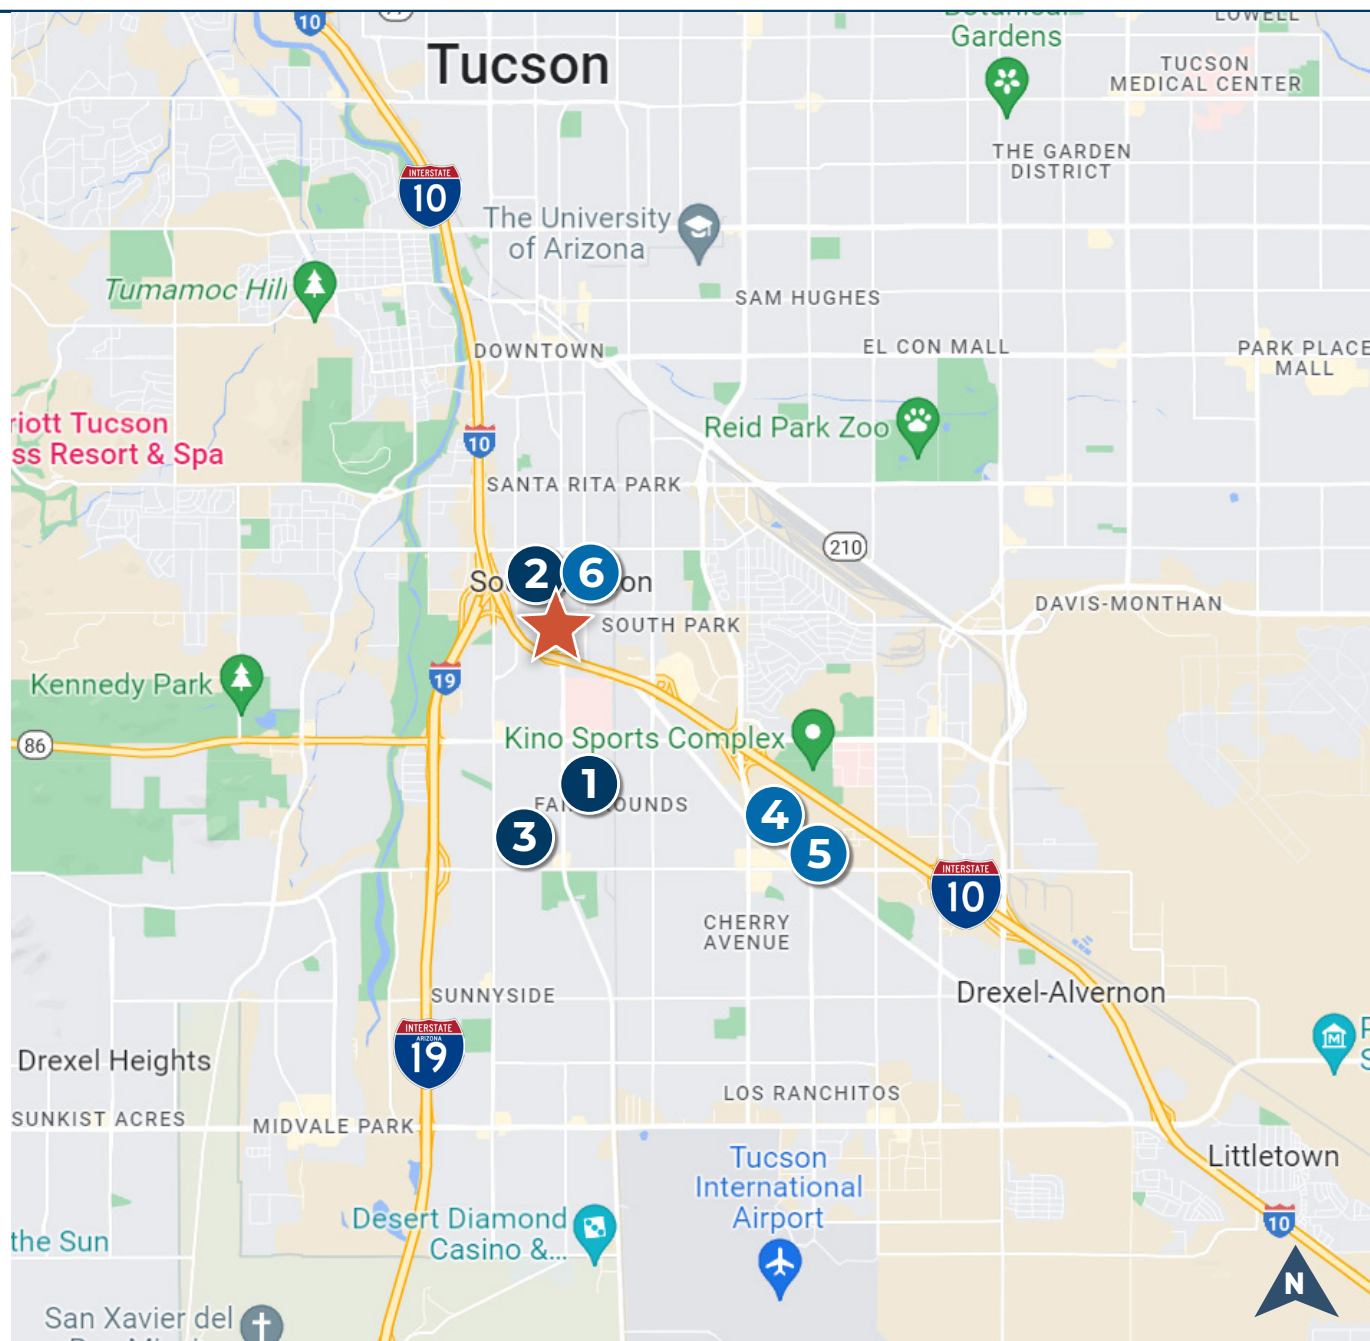 10
Tucson
Botanical
Gardens
LOWELL
TUCSON
MEDICAL CENTER
INTERSTATE
10
THE GARDEN
DISTRICT
The University
of Arizona
Tumamoc Hill
SAM HUGHES
DOWNTOWN
EL CON MALL
PARK PLACE
MALL
riott Tucson
ss Resort & Spa
Reid Park Zoo
10
SANTA RITA PARK
210
2
6
So
on
DAVIS-MONTHAN
SOUTH PARK
19
Kennedy Park
86
Kino Sports Complex
1
FA
OUNDS
3
4
5
INTERSTATE
10
CHERRY
AVENUE
SUNNYSIDE
Drexel-Alvernon
INTERSTATE
ARIZONA
19
Drexel Heights
LOS RANCHITOS
SUNKIST ACRES
MIDVALE PARK
Tucson
International
Airport
Littletown
Desert Diamond
Casino &...
10
the Sun
N
San Xavier del